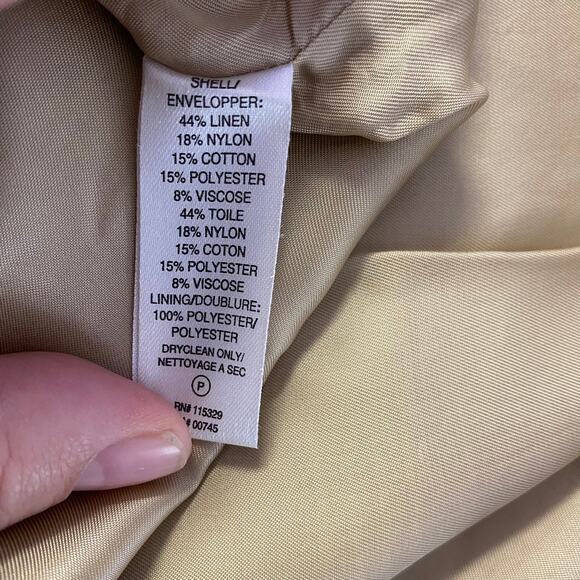 SHELL/
ENVELOPPER:
44% LINEN
18% NYLON
15% COTTON
15% POLYESTER
8% VISCOSE
44% TOILE
18% NYLON
15% COTON
15% POLYESTER
8% VISCOSE
LINING/DOUBLURE:
100% POLYESTER/
POLYESTER
DRYCLEAN ONLY/
NETTOYAGE A SEC
P
RN# 115329
# 00745